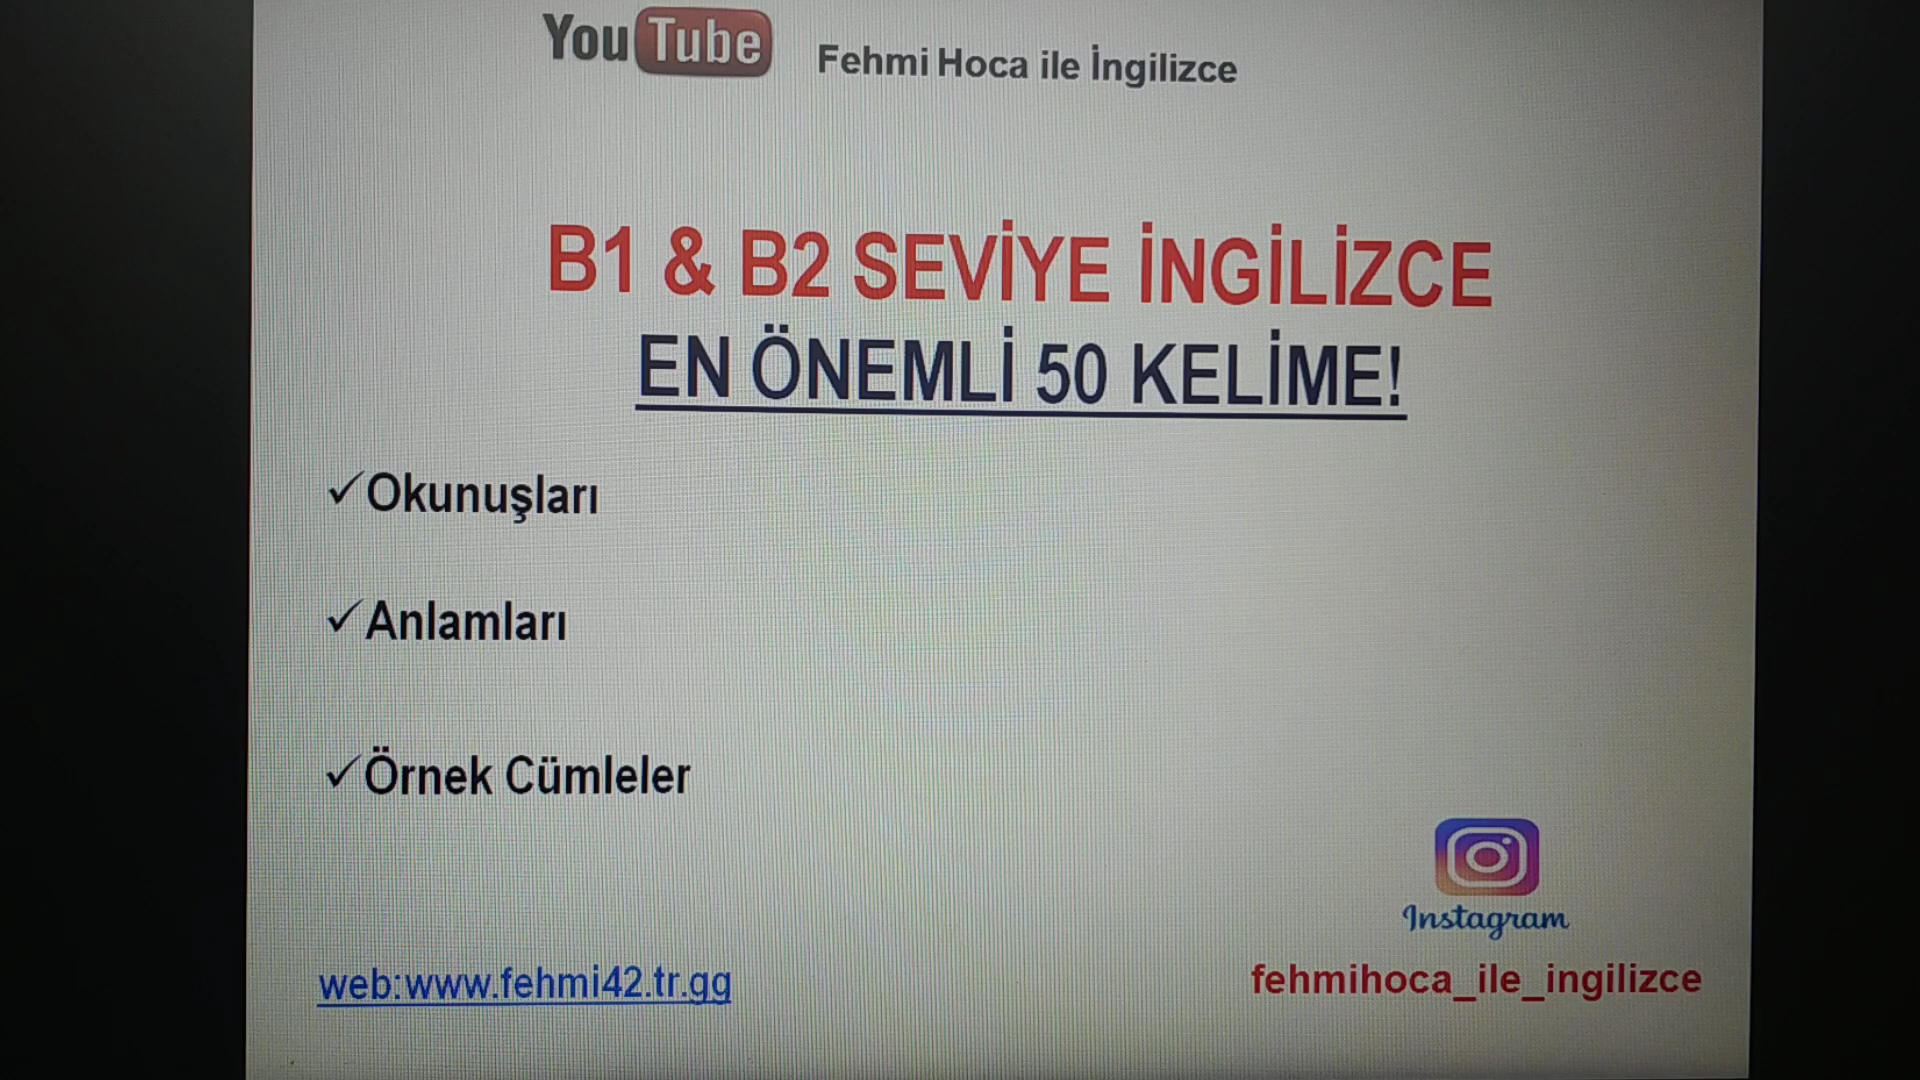 YouTube
Fehmi Hoca ile İngilizce
B1 & B2 SEVİYE İNGİLİZCE
EN ÖNEMLİ 50 KELİME!
✓Okunuşları
✓Anlamları
✓Örnek Cümleler
Instagram
web:www.fehmi42.tr.gg
fehmihoca_ile_ingilizce